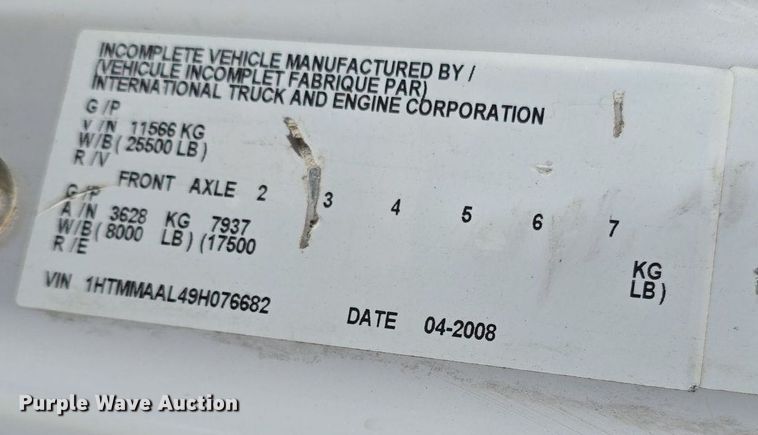 INCOMPLETE VEHICLE MANUFACTURED BY /
(VEHICULE INCOMPLET FABRIQUE PAR)
INTERNATIONAL TRUCK AND ENGINE CORPORATION
G /P
V /N 11566 KG
W/B( 25500 LB)
R /V
FRONT AXLE 2 3 4 5 6 7
G /P
A /N 3628 KG 7937 KG
W/B( 8000 LB) (17500 LB)
R /E
VIN 1HTMMAAL49H076682 DATE 04-2008
Purple Wave Auction